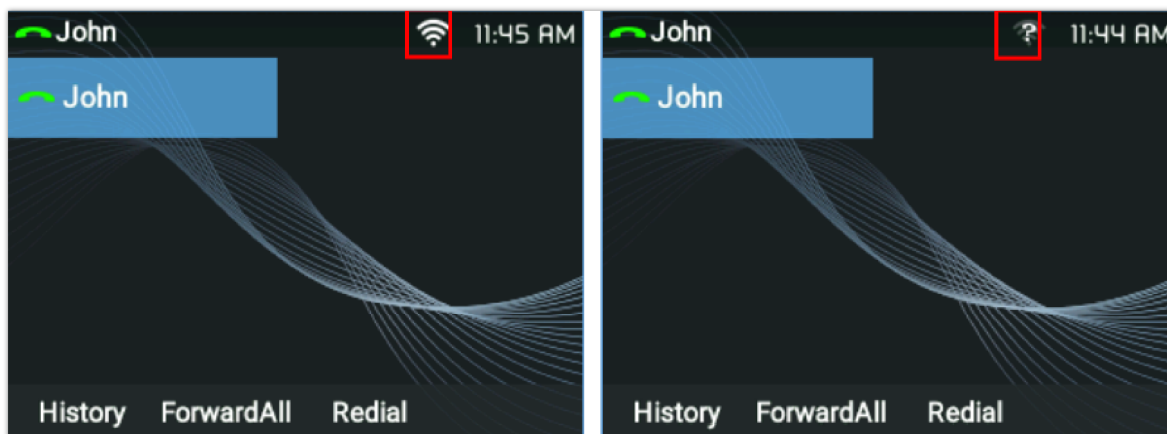 John 11:45 AM
John
History ForwardAll Redial
John ? 11:44 AM
John
History ForwardAll Redial